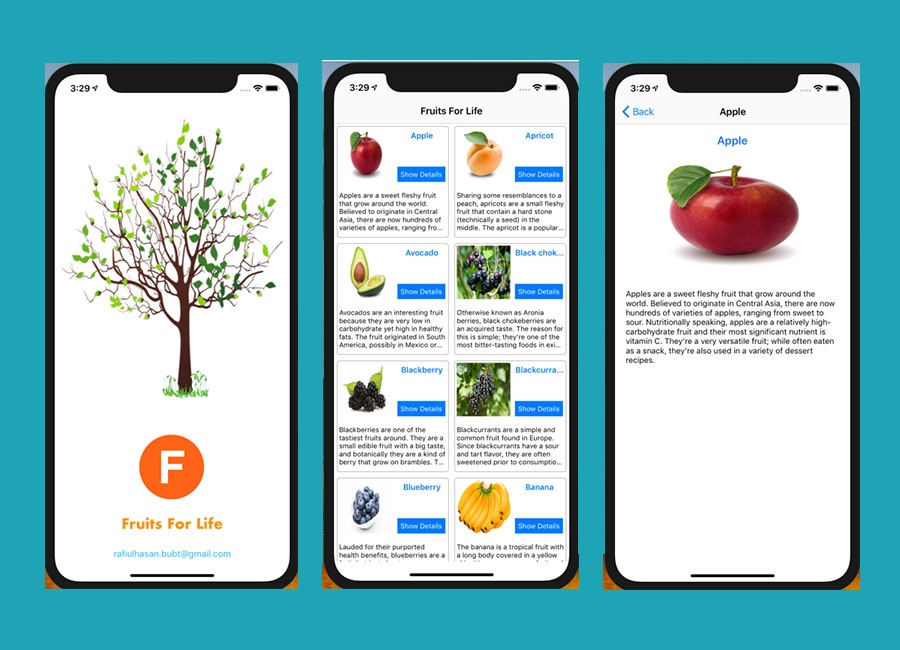 3:29
F
Fruits For Life
rafiulhasan.bubt@gmail.com
3:29
Fruits For Life
Apple
Show Details
Apples are a sweet fleshy fruit
that grow around the world.
Believed to originate in Central
Asia, there are now hundreds of
varieties of apples, ranging fro...
Apricot
Show Details
Sharing some resemblances to a
peach, apricots are a small fleshy
fruit that contain a hard stone
(technically a seed) in the
middle. The apricot is a popular...
Avocado
Show Details
Avocados are an interesting fruit
because they are very low in
carbohydrate yet high in healthy
fats. The fruit originated in South
America, possibly in Mexico or...
Black chok...
Show Details
Otherwise known as Aronia
berries, black chokeberries are
an acquired taste. The reason for
this is simple; they're one of the
most bitter-tasting foods in exi...
Blackberry
Show Details
Blackberries are one of the
tastiest fruits around. They are a
small edible fruit with a big taste,
and botanically they are a kind of
berry that grow on brambles. T...
Blackcurra...
Show Details
Blackcurrants are a simple and
common fruit found in Europe.
Since blackcurrants have a sour
and tart flavor, they are often
sweetened prior to consumptio...
Blueberry
Show Details
Lauded for their purported
health benefits, blueberries are a
Banana
Show Details
The banana is a tropical fruit with
a long body covered in a yellow
3:29
Back
Apple
Apple
Apples are a sweet fleshy fruit that grow around the
world. Believed to originate in Central Asia, there are now
hundreds of varieties of apples, ranging from sweet to
sour. Nutritionally speaking, apples are a relatively high-
carbohydrate fruit and their most significant nutrient is
vitamin C. They're a very versatile fruit; while often eaten
as a snack, they're also used in a variety of dessert
recipes.